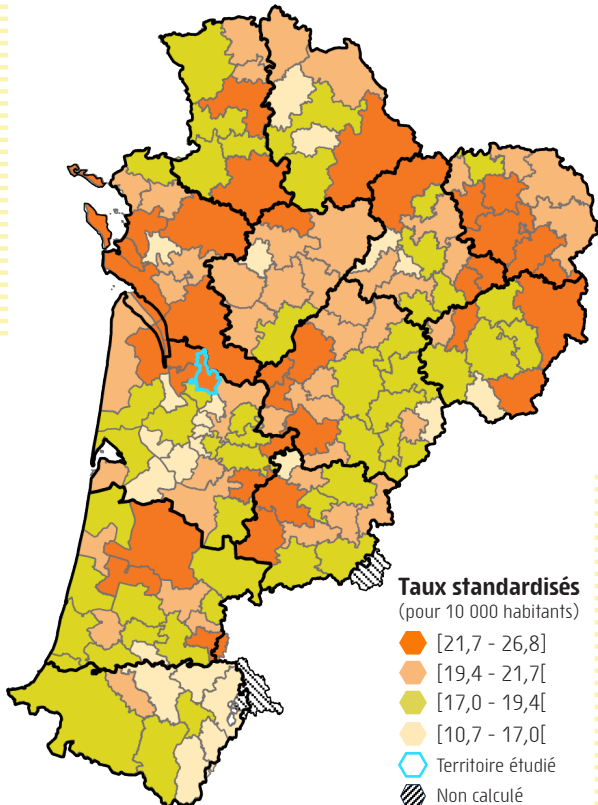 Taux standardisés
(pour 10 000 habitants)
[21,7 - 26,8]
[19,4 - 21,7[
[17,0 - 19,4[
[10,7 - 17,0[
Territoire étudié
Non calculé